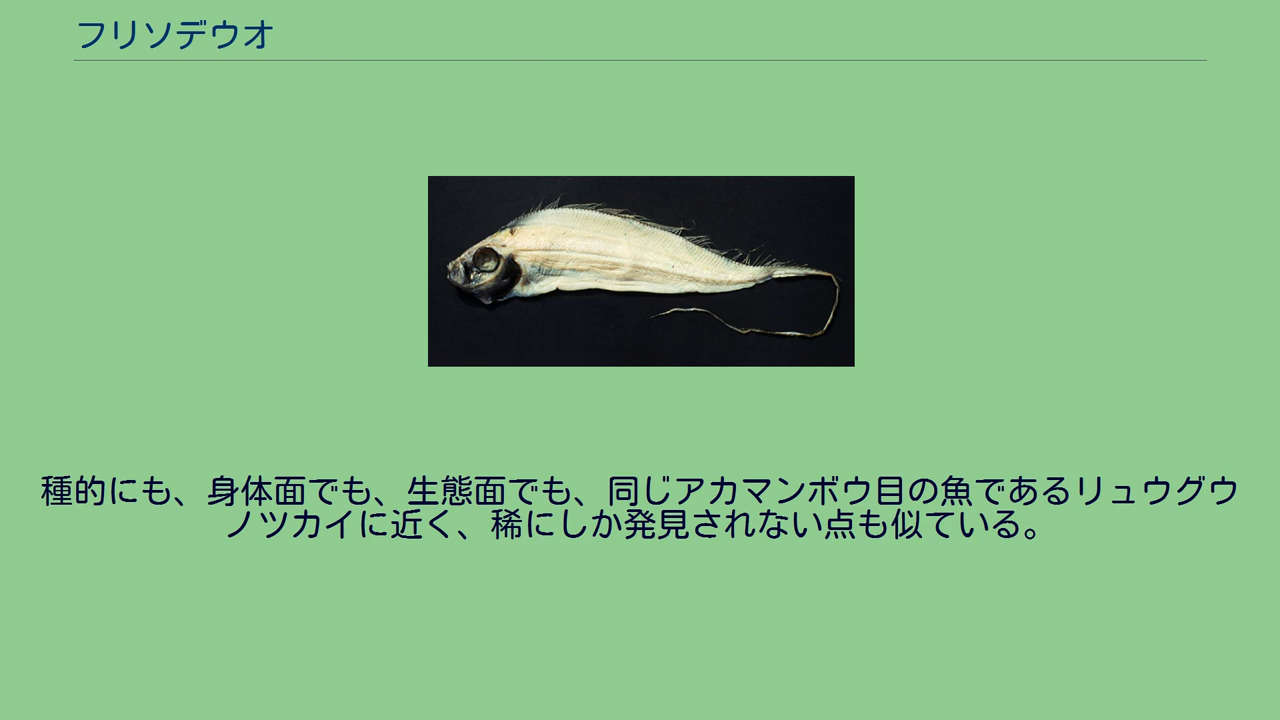 フリソデウオ
種的にも、身体面でも、生態面でも、同じアカマンボウ目の魚であるリュウグウ
ノツカイに近く、稀にしか発見されない点も似ている。